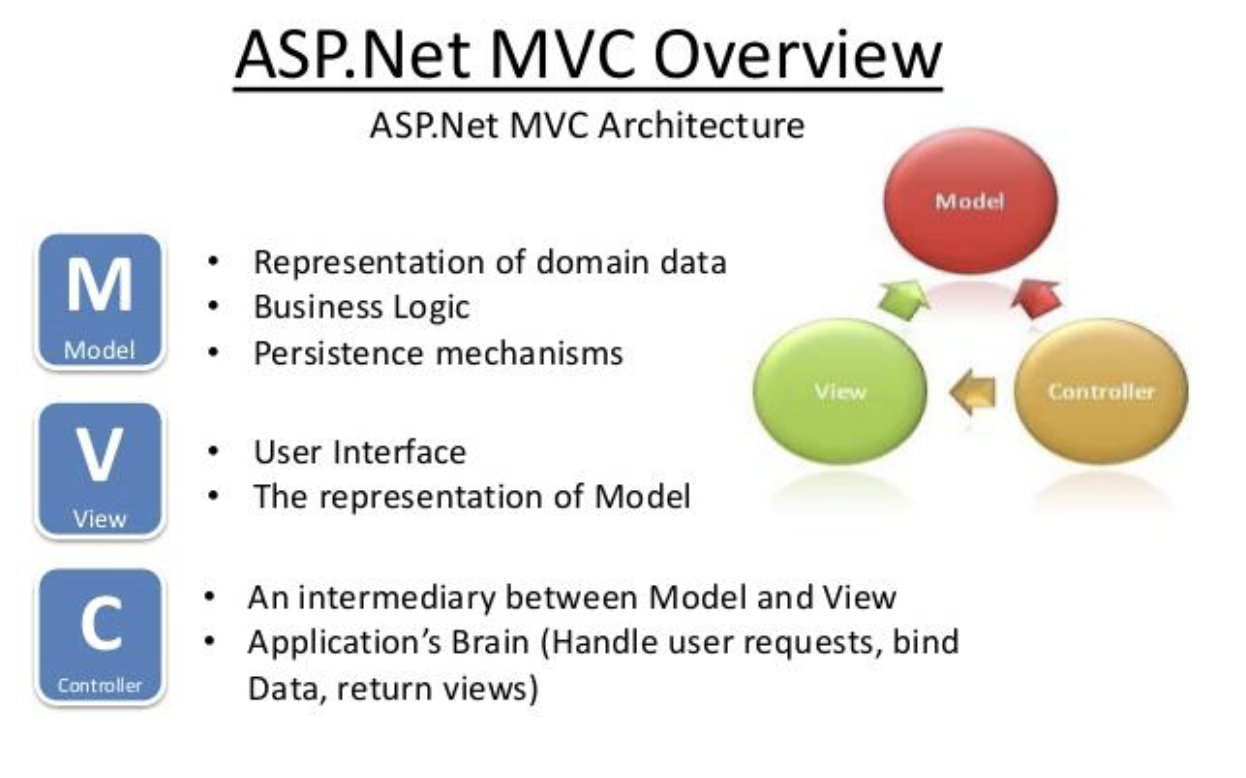 ASP.Net MVC Overview
ASP.Net MVC Architecture
Model
M
Model
• Representation of domain data
• Business Logic
• Persistence mechanisms
View
Controller
V
View
• User Interface
• The representation of Model
C
Controller
• An intermediary between Model and View
• Application’s Brain (Handle user requests, bind
Data, return views)